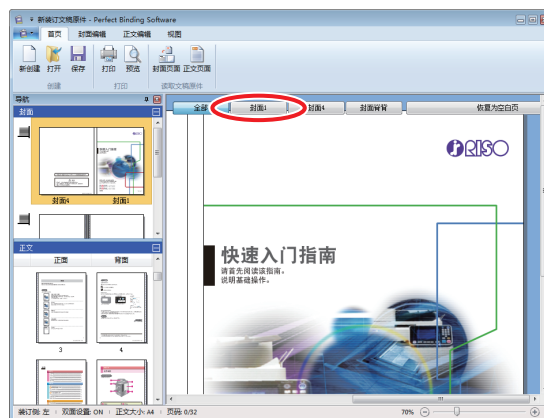 新装订文稿原件 - Perfect Binding Software
首页 封面编辑 正文编辑 视图
新创建 打开 保存 打印 预览 封面页面 正文页面
创建 打印 读取文稿原件
导航
封面
全部 封面1 封面4 封面背脊 恢复为空白页
RISO
快速入门指南
请首先阅读该指南。
说明基础操作。
封面4 封面1
正文
正面 背面
3 4
装订侧: 左 双面设置: ON 正文大小: A4 页码: 0/32 70%